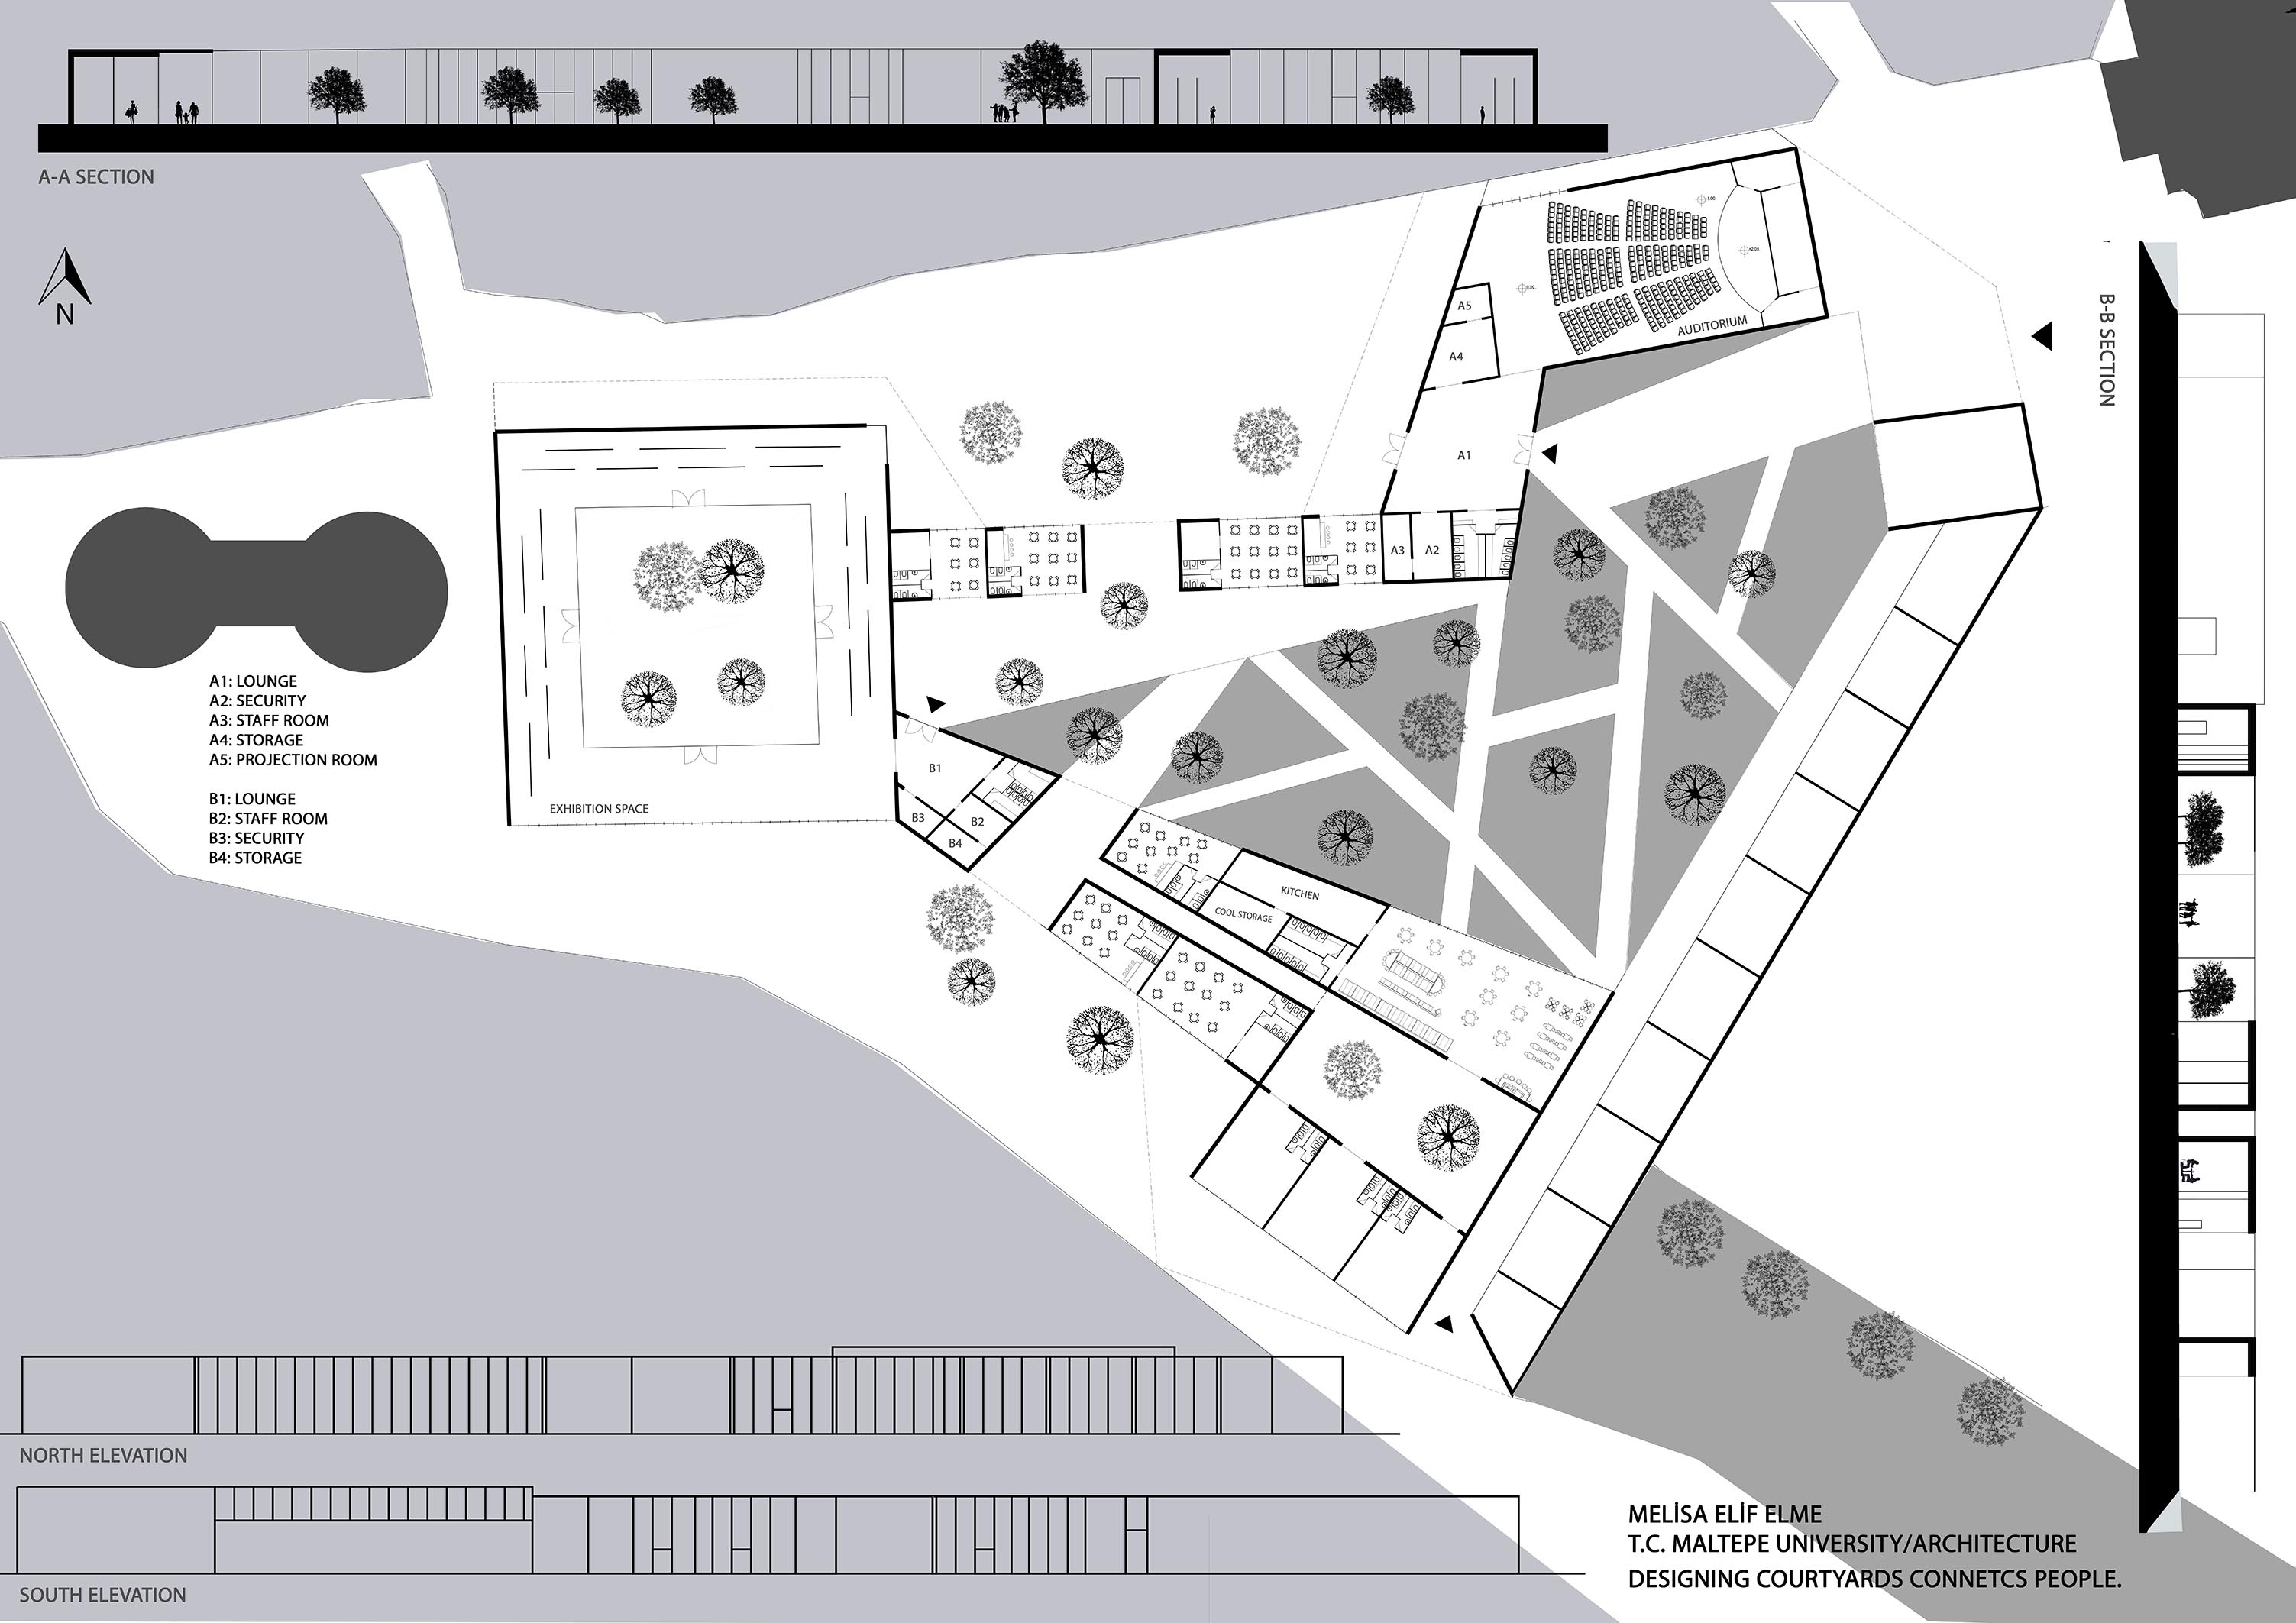 A-A SECTION
N
B-B SECTION
A5
A4
AUDITORIUM
A1
A3
A2
A1: LOUNGE
A2: SECURITY
A3: STAFF ROOM
A4: STORAGE
A5: PROJECTION ROOM
B1: LOUNGE
B2: STAFF ROOM
B3: SECURITY
B4: STORAGE
EXHIBITION SPACE
B1
B3
B2
B4
KITCHEN
COOL STORAGE
NORTH ELEVATION
SOUTH ELEVATION
MELİSA ELİF ELME
T.C. MALTEPE UNIVERSITY/ARCHITECTURE
DESIGNING COURTYARDS CONNETCS PEOPLE.